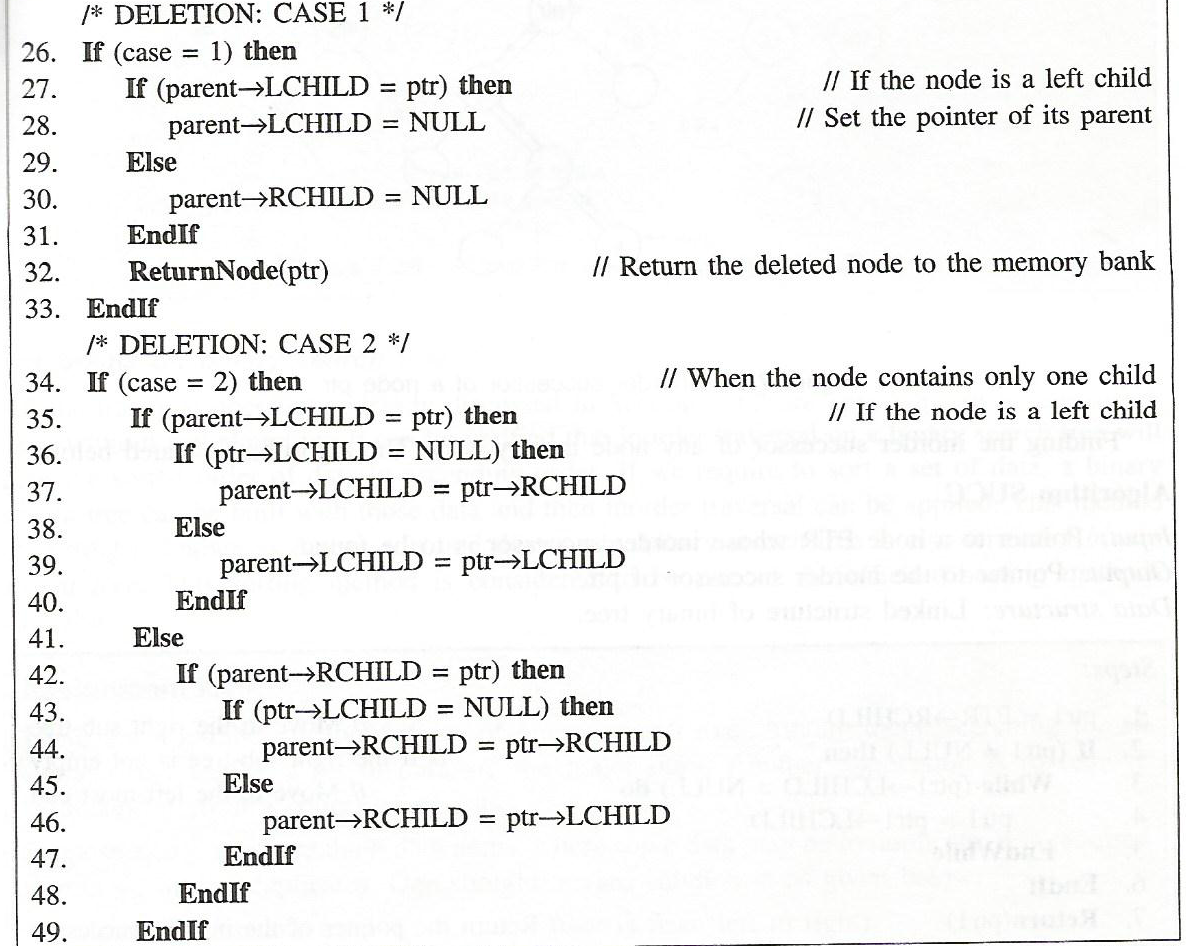 /* DELETION: CASE 1 */
26. If (case = 1) then
27. If (parent→LCHILD = ptr) then // If the node is a left child
28. parent→LCHILD = NULL // Set the pointer of its parent
29. Else
30. parent→RCHILD = NULL
31. EndIf
32. ReturnNode(ptr) // Return the deleted node to the memory bank
33. EndIf
/* DELETION: CASE 2 */
34. If (case = 2) then // When the node contains only one child
35. If (parent→LCHILD = ptr) then // If the node is a left child
36. If (ptr→LCHILD = NULL) then
37. parent→LCHILD = ptr→RCHILD
38. Else
39. parent→LCHILD = ptr→LCHILD
40. EndIf
41. Else
42. If (parent→RCHILD = ptr) then
43. If (ptr→LCHILD = NULL) then
44. parent→RCHILD = ptr→RCHILD
45. Else
46. parent→RCHILD = ptr→LCHILD
47. EndIf
48. EndIf
49. EndIf